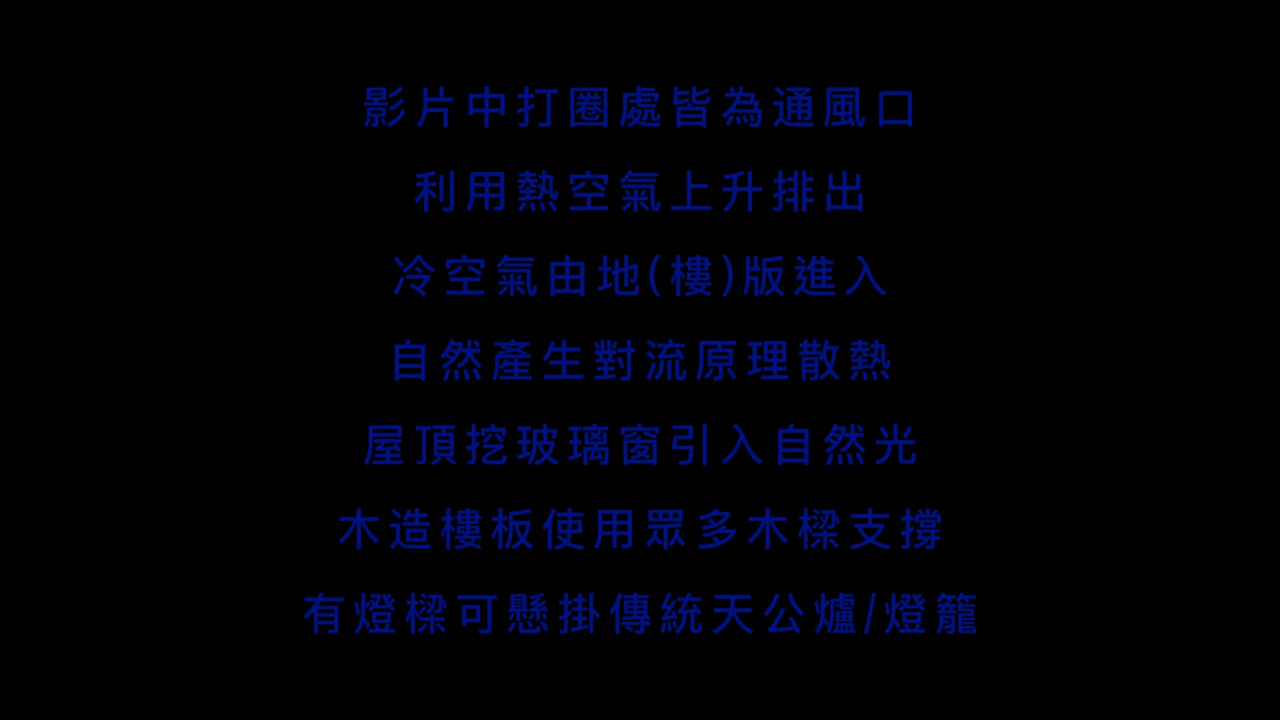 影片中打圈處皆為通風口
利用熱空氣上升排出
冷空氣由地(樓)版進入
自然產生對流原理散熱
屋頂挖玻璃窗引入自然光
木造樓板使用眾多木樑支撐
有燈樑可懸掛傳統天公爐/燈籠